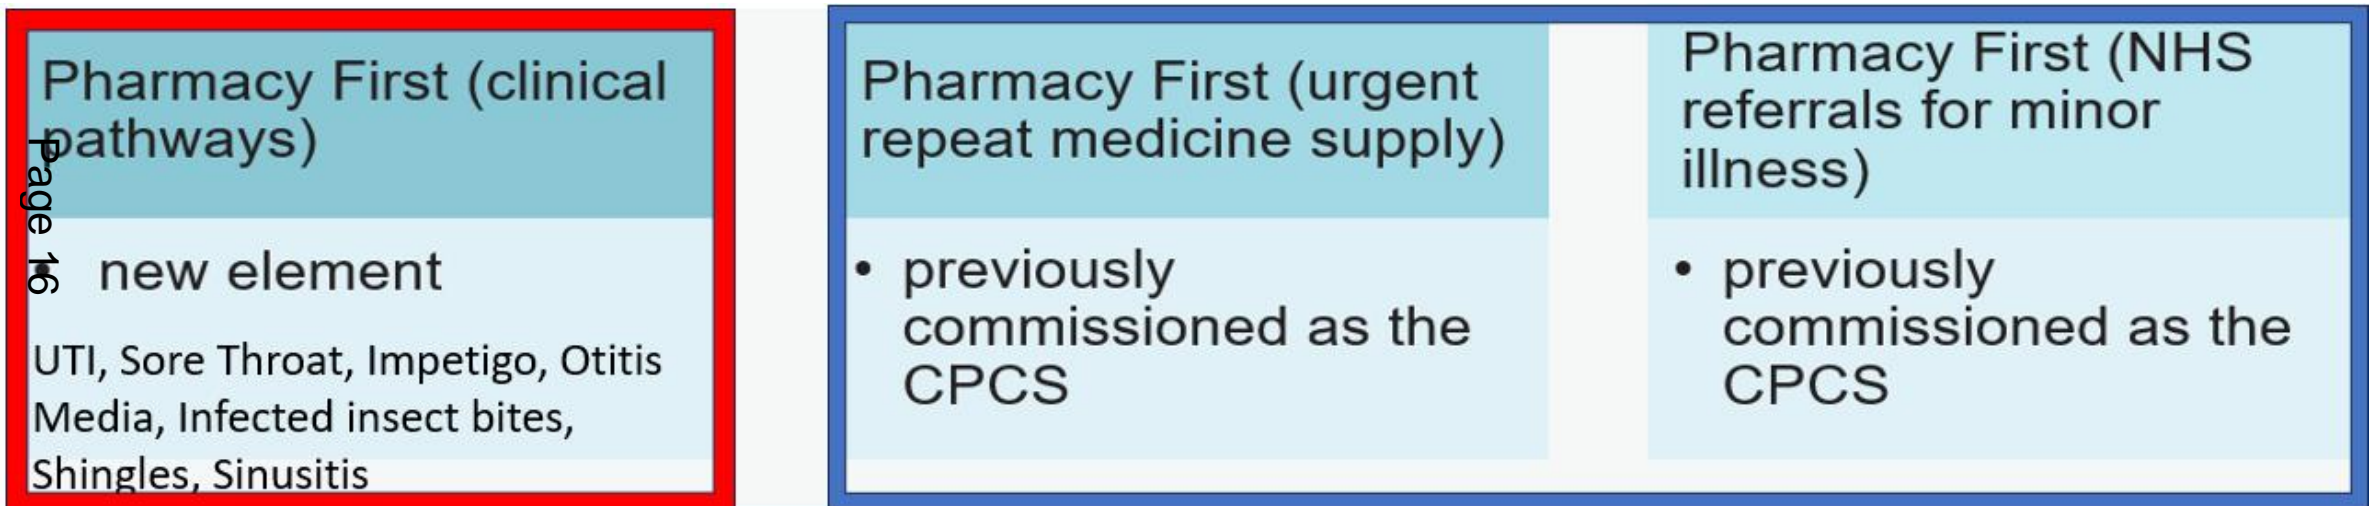 Pharmacy First (clinical
pathways)
Page 16
• new element
UTI, Sore Throat, Impetigo, Otitis
Media, Infected insect bites,
Shingles, Sinusitis
Pharmacy First (urgent
repeat medicine supply)
• previously
commissioned as the
CPCS
Pharmacy First (NHS
referrals for minor
illness)
• previously
commissioned as the
CPCS